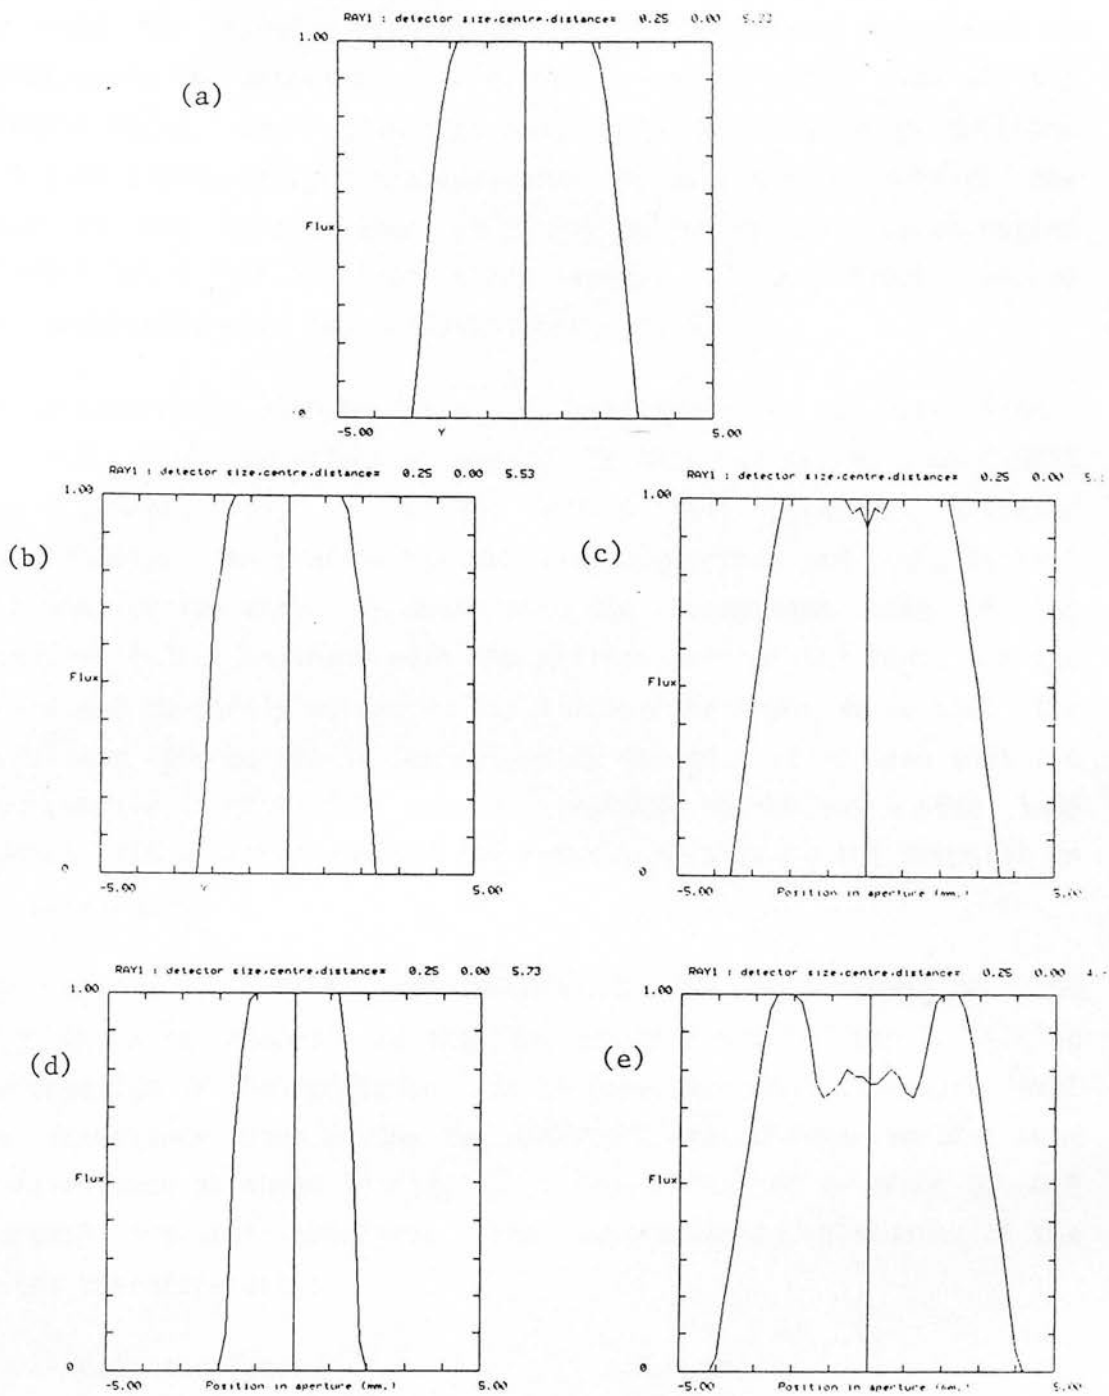 RAY1 : detector size,centre,distance= 0.25 0.00
1.00
(a)
Flux
0
-5.00 Y 5.00
RAY1 : detector size,centre,distance= 0.25 0.00 5.53
1.00
(b)
Flux
0
-5.00 Y 5.00
RAY1 : detector size,centre,distance= 0.25 0.00
1.00
(c)
Flux
0
-5.00 Position in aperture (mm.) 5.00
RAY1 : detector size,centre,distance= 0.25 0.00 5.73
1.00
(d)
Flux
0
-5.00 Position in aperture (mm.) 5.00
RAY1 : detector size,centre,distance= 0.25 0.00
1.00
(e)
Flux
0
-5.00 Position in aperture (mm.) 5.00